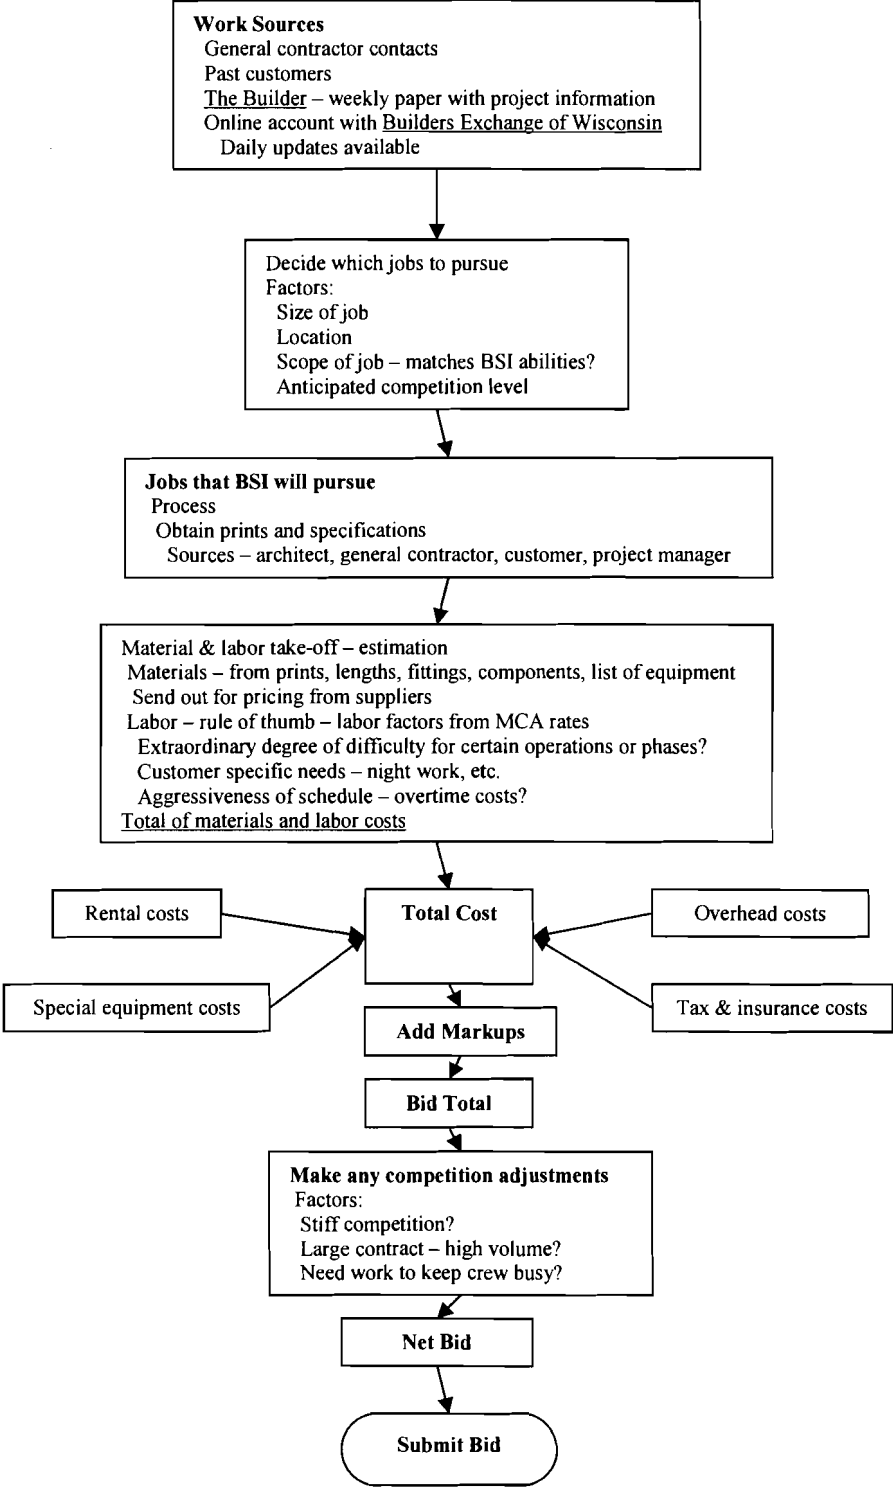 Work Sources
General contractor contacts
Past customers
The Builder – weekly paper with project information
Online account with Builders Exchange of Wisconsin
Daily updates available
Decide which jobs to pursue
Factors:
Size of job
Location
Scope of job – matches BSI abilities?
Anticipated competition level
Jobs that BSI will pursue
Process
Obtain prints and specifications
Sources – architect, general contractor, customer, project manager
Material & labor take-off – estimation
Materials – from prints, lengths, fittings, components, list of equipment
Send out for pricing from suppliers
Labor – rule of thumb – labor factors from MCA rates
Extraordinary degree of difficulty for certain operations or phases?
Customer specific needs – night work, etc.
Aggressiveness of schedule – overtime costs?
Total of materials and labor costs
Rental costs
Total Cost
Overhead costs
Special equipment costs
Tax & insurance costs
Add Markups
Bid Total
Make any competition adjustments
Factors:
Stiff competition?
Large contract – high volume?
Need work to keep crew busy?
Net Bid
Submit Bid